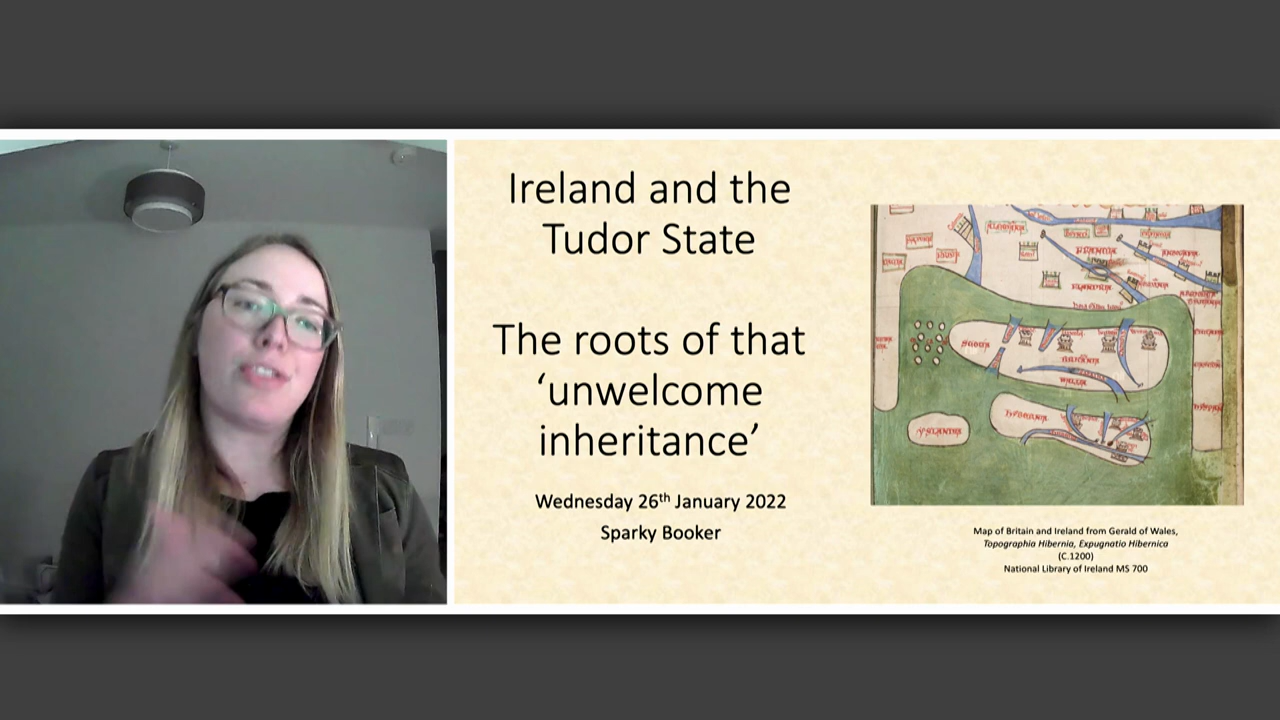 Ireland and the
Tudor State
The roots of that
‘unwelcome
inheritance’
Wednesday 26th January 2022
Sparky Booker
Map of Britain and Ireland from Gerald of Wales,
Topographia Hibernia, Expugnatio Hibernica
(C.1200)
National Library of Ireland MS 700